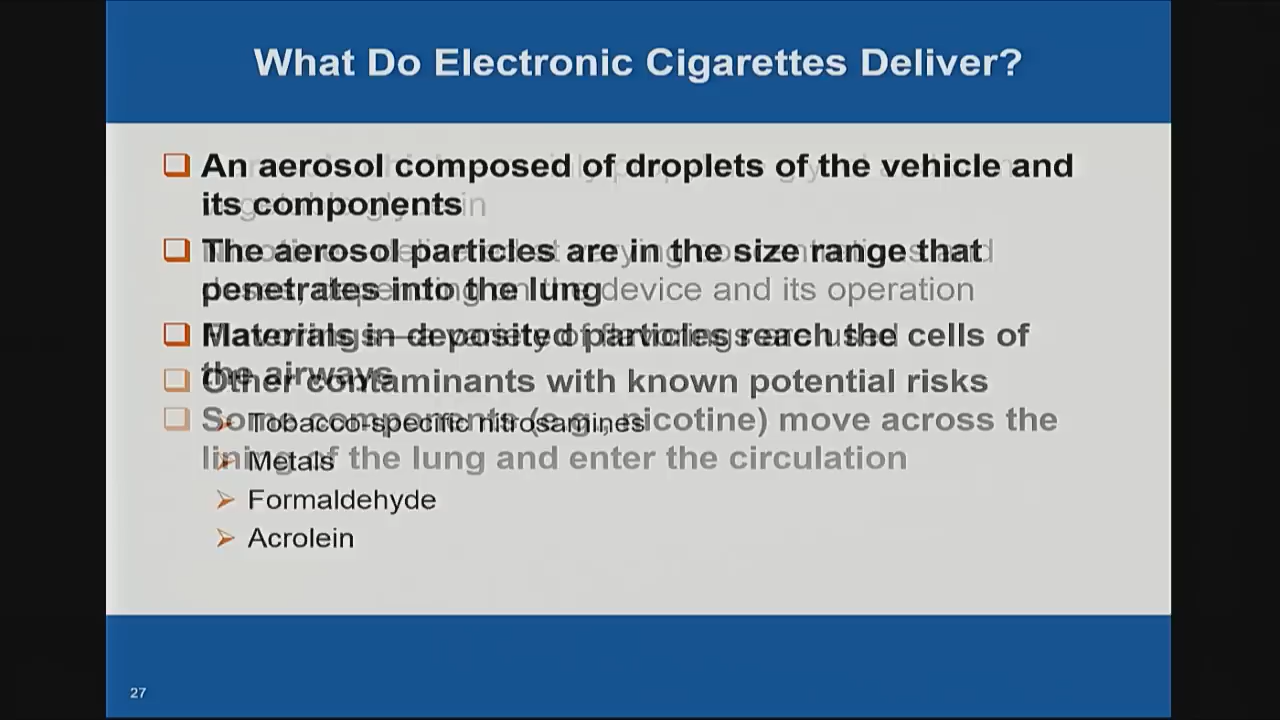 What Do Electronic Cigarettes Deliver?
An aerosol composed of droplets of the vehicle and
its components
The aerosol particles are in the size range that
penetrates into the lung device and its operation
Materials in deposited particles reach the cells of
the airways
Other contaminants with known potential risks
Some components (e.g., nicotine) move across the
Tobacco-specific nitrosamines
lining of the lung and enter the circulation
Metals
Formaldehyde
Acrolein
27